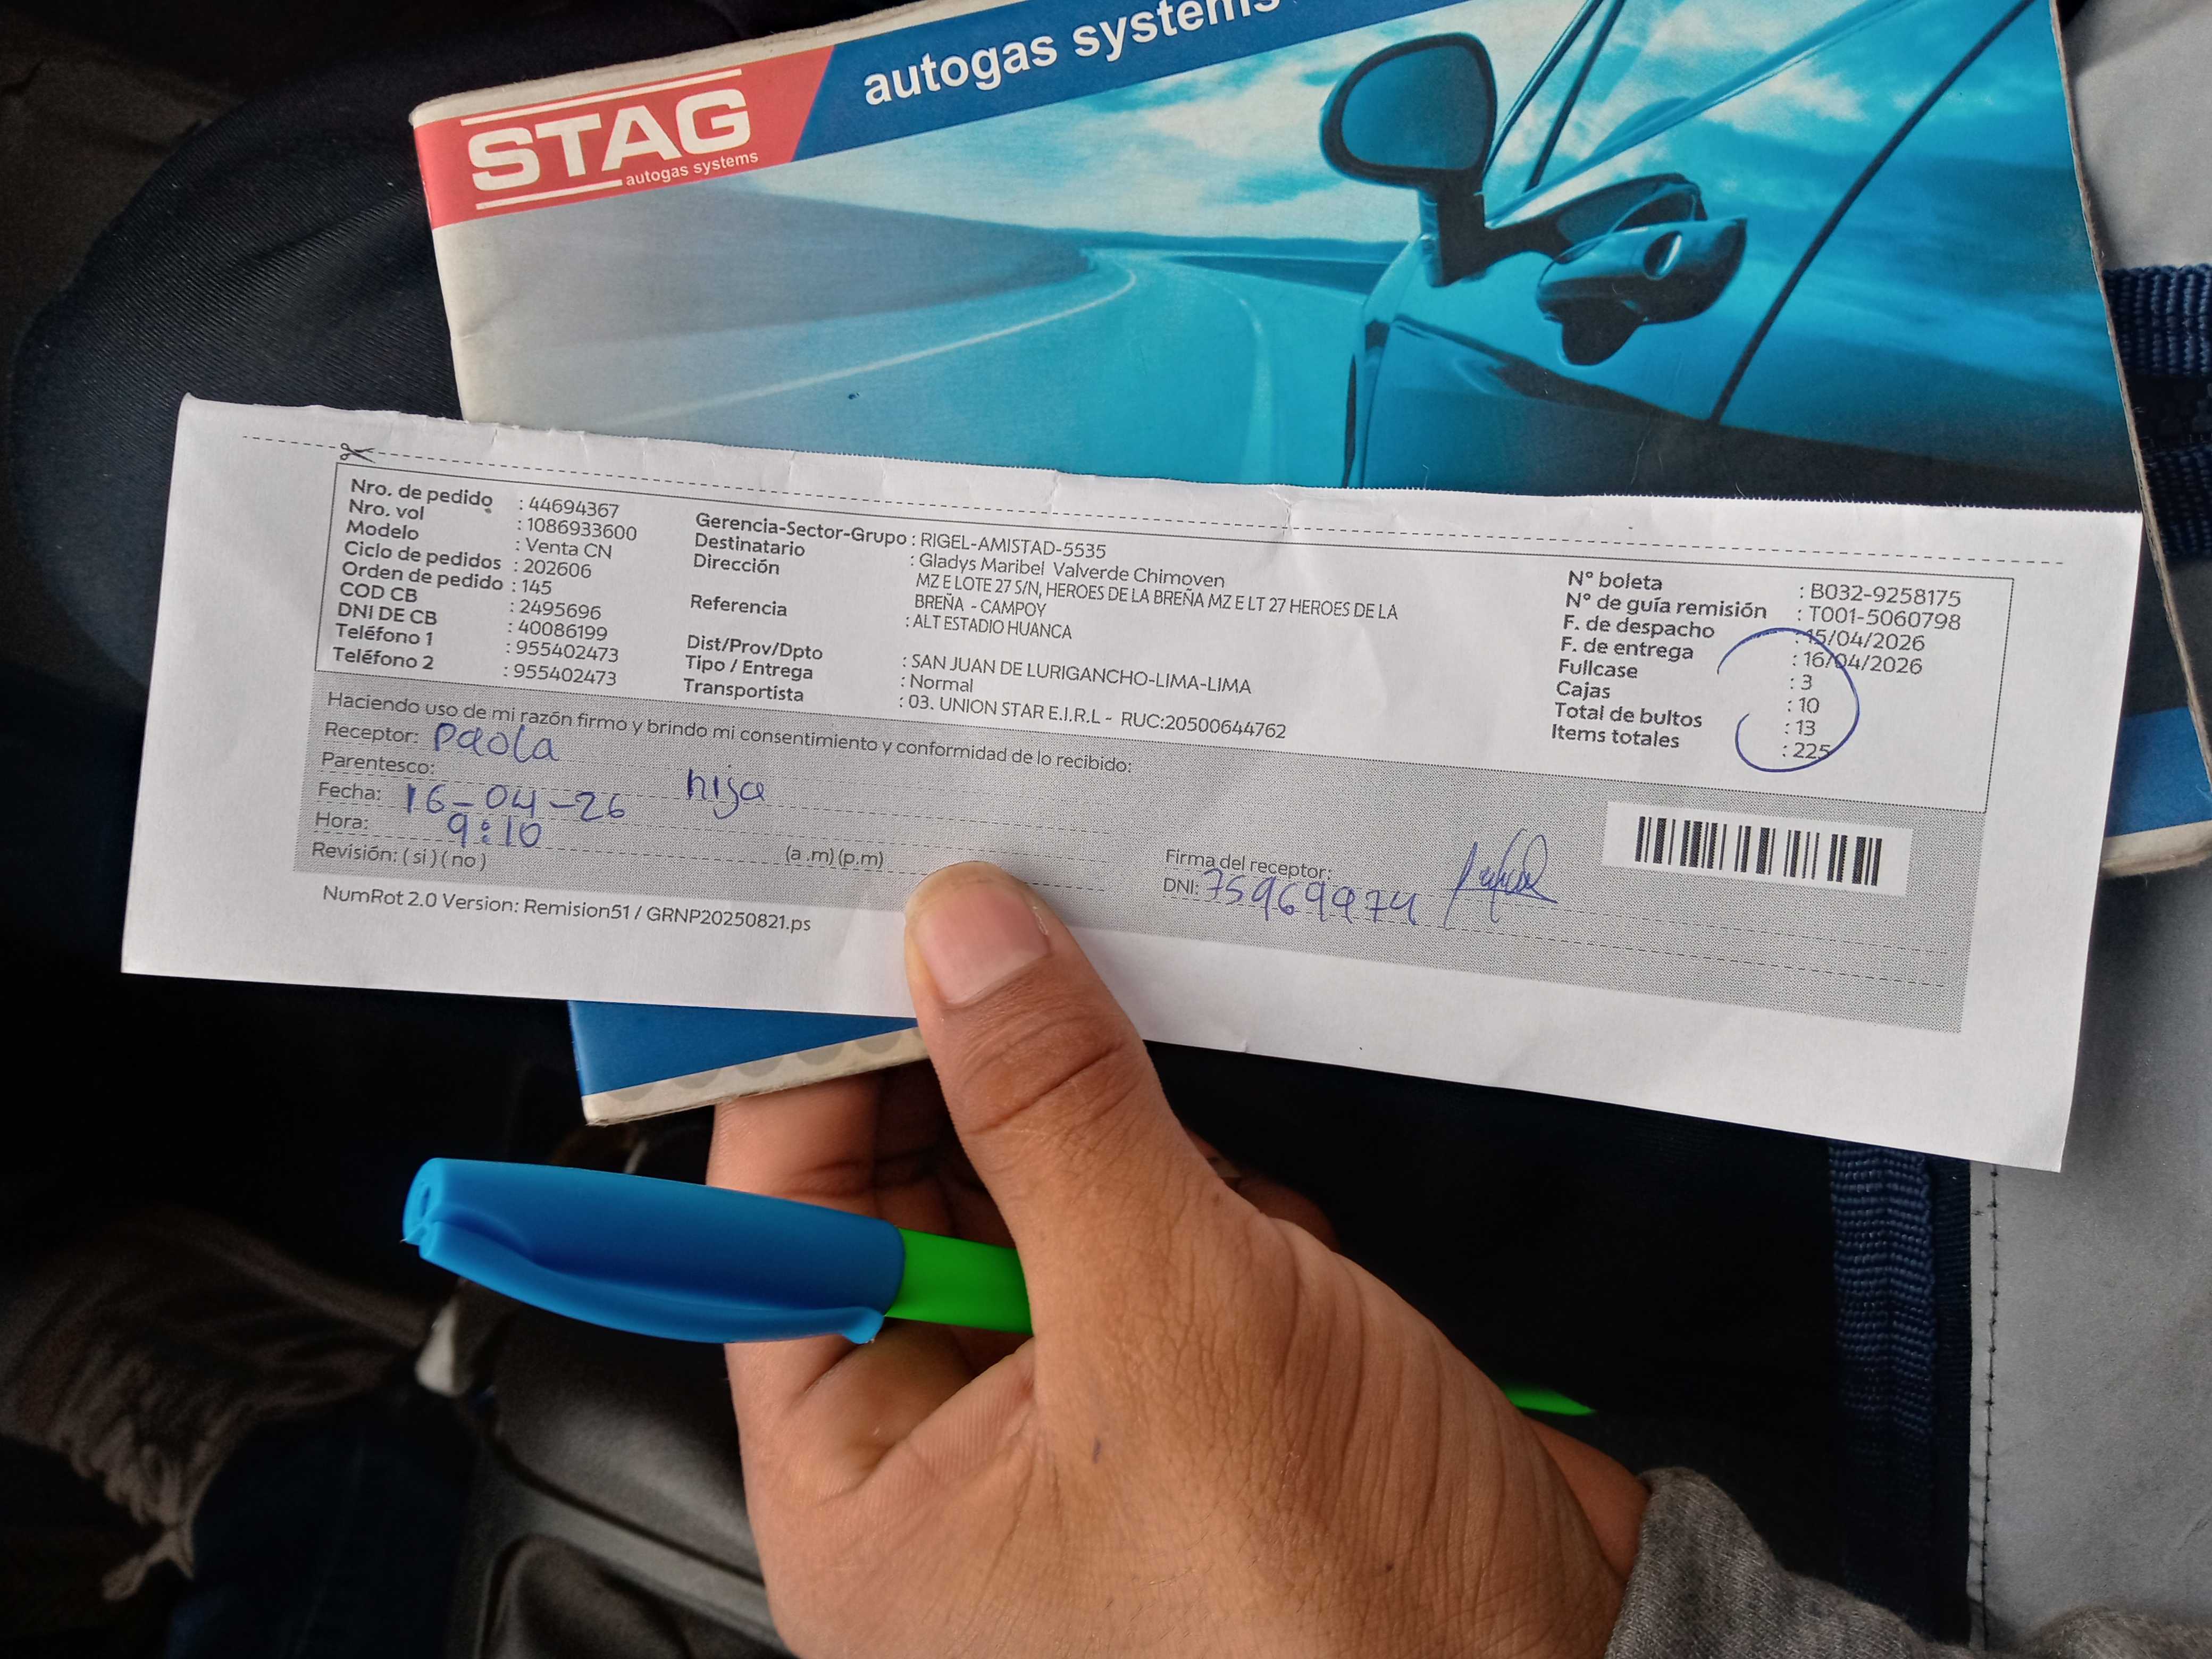 STAG
autogas systems
autogas systems
Nro. de pedido : 44694367
Nro. vol : 1086933600
Modelo : Venta CN
Ciclo de pedidos : 202606
Orden de pedido : 145
COD CB : 2495696
DNI DE CB : 40086199
Teléfono 1 : 955402473
Teléfono 2 : 955402473
Gerencia-Sector-Grupo : RIGEL-AMISTAD-5535
Destinatario : Gladys Maribel Valverde Chimoven
Dirección MZ E LOTE 27 S/N, HEROES DE LA BREÑA MZ E LT 27 HEROES DE LA
BREÑA - CAMPOY
Referencia : ALT ESTADIO HUANCA
Dist/Prov/Dpto : SAN JUAN DE LURIGANCHO-LIMA-LIMA
Tipo / Entrega : Normal
Transportista : 03. UNION STAR E.I.R.L - RUC:20500644762
N° boleta : B032-9258175
N° de guía remisión : T001-5060798
F. de despacho : 15/04/2026
F. de entrega : 16/04/2026
Fullcase : 3
Cajas : 10
Total de bultos : 13
Items totales : 225
Haciendo uso de mi razón firmo y brindo mi consentimiento y conformidad de lo recibido:
Receptor: Paola
Parentesco: hija
Fecha: 16-04-26
Hora: 9:10 (a .m) (p.m)
Revisión: ( si ) ( no )
Firma del receptor:
DNI: 75969974
NumRot 2.0 Version: Remision51 / GRNP20250821.ps